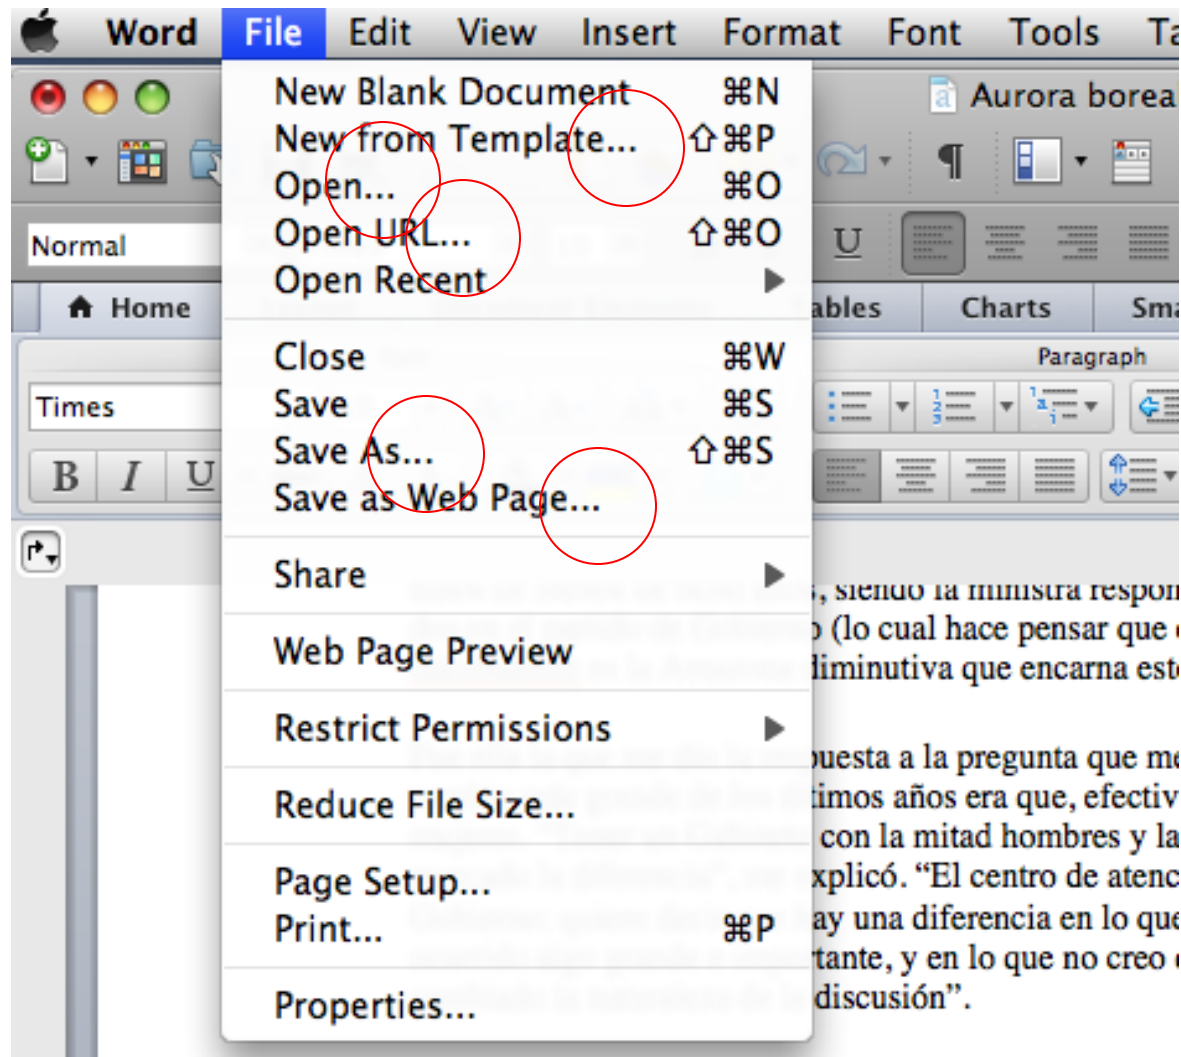 Word File Edit View Insert Format Font Tools
Aurora boreal
New Blank Document ⌘N
New from Template... ⇧⌘P
Open... ⌘O
Open URL... ⇧⌘O
Open Recent ▶
Normal U
Home ables Charts Sma
Close ⌘W
Paragraph
Save ⌘S
Times
Save As... ⇧⌘S
B I U
Save as Web Page...
Share ▶
Web Page Preview
Restrict Permissions ▶
Reduce File Size...
Page Setup...
Print... ⌘P
Properties...
, siendo la ministra respon
o (lo cual hace pensar que
diminutiva que encarna est
puesta a la pregunta que me
timos años era que, efectiv
con la mitad hombres y la
xplicó. “El centro de atenc
ay una diferencia en lo que
tante, y en lo que no creo
discusión”.